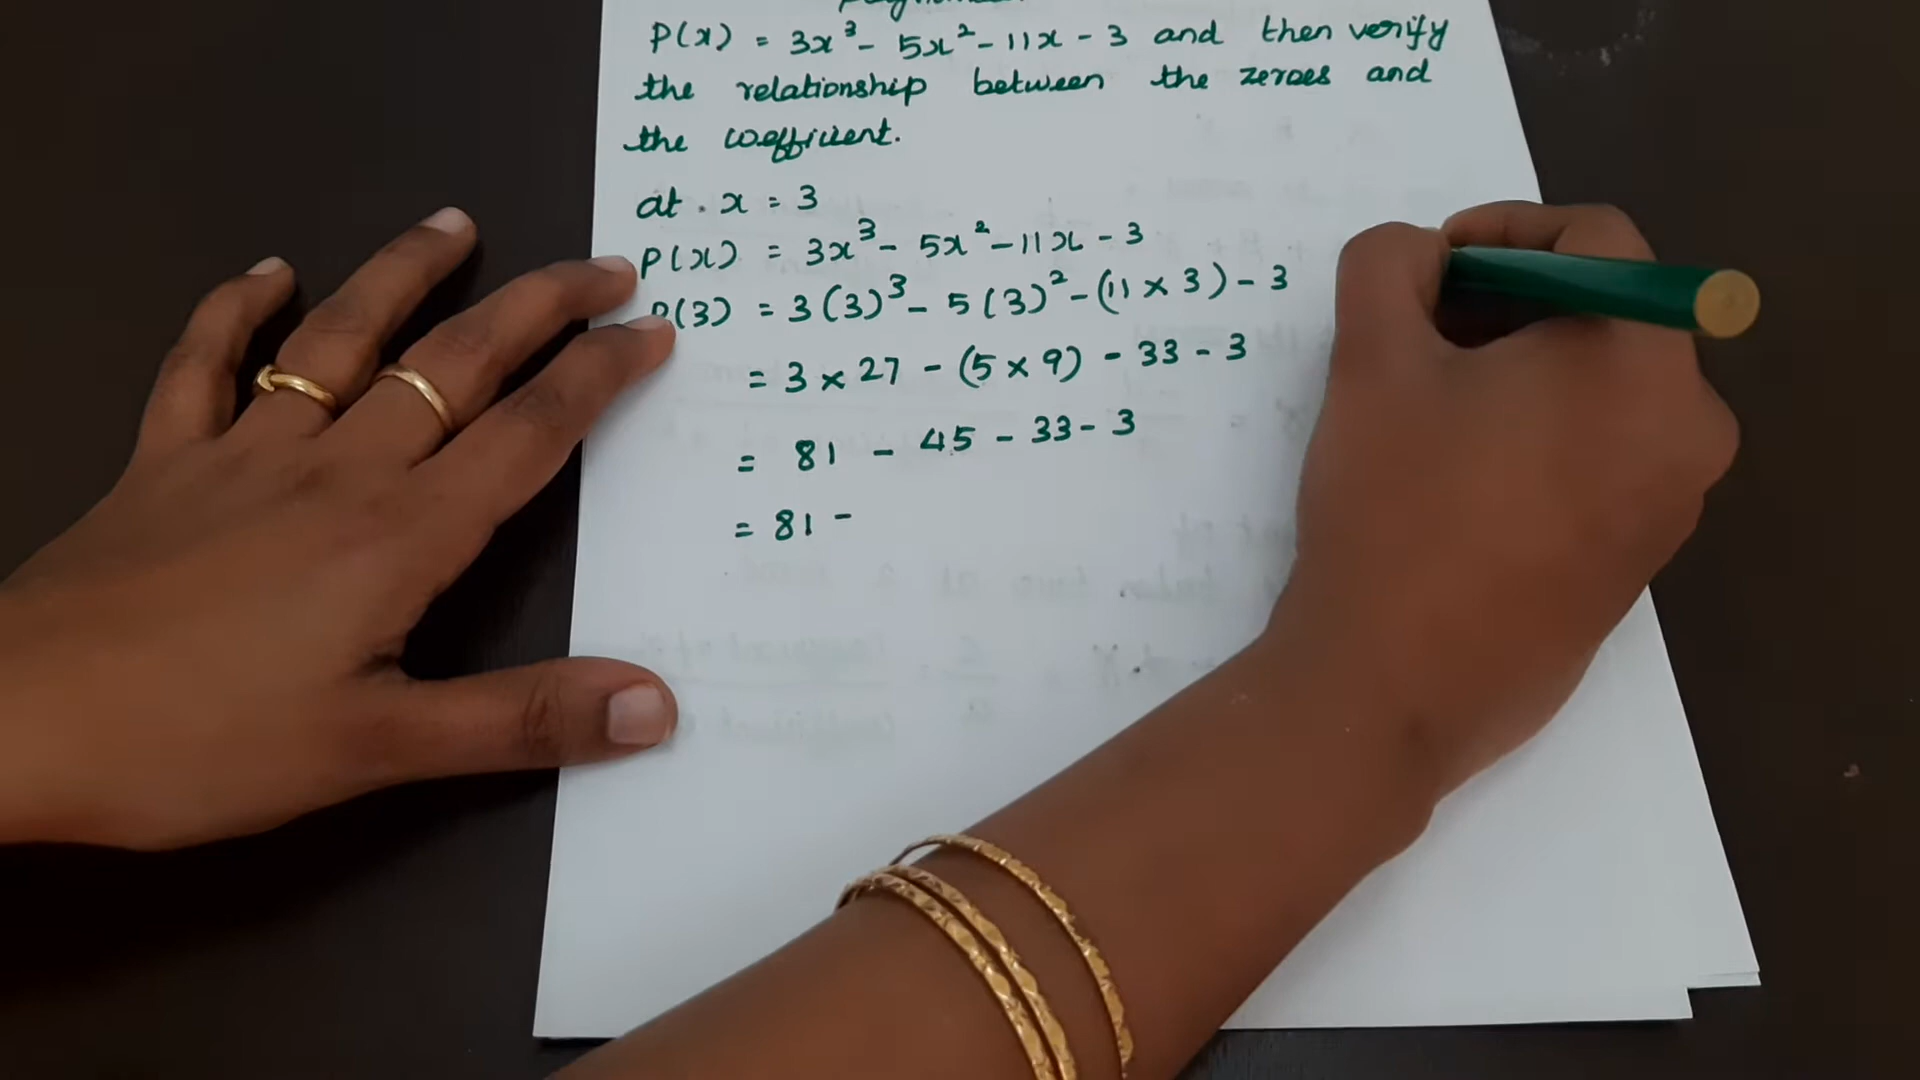 P(x) = 3x³ - 5x² - 11x - 3 and then verify
the relationship between the zeroes and
the coefficient.
at . x = 3
P(x) = 3x³ - 5x² - 11x - 3
P(3) = 3(3)³ - 5(3)² - (11 × 3) - 3
= 3 × 27 - (5 × 9) - 33 - 3
= 81 - 45 - 33 - 3
= 81 -